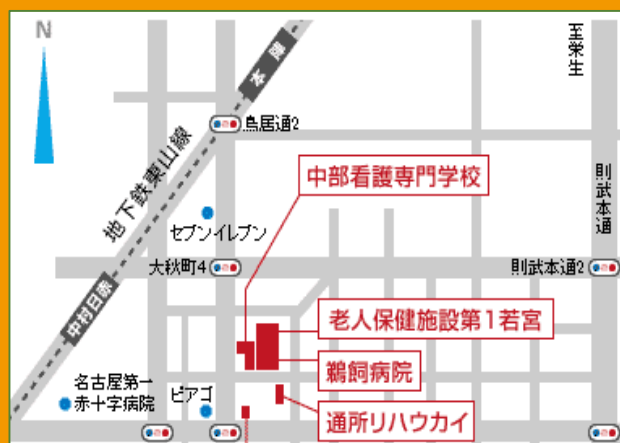 N
至栄生
本陣
鳥居通2
地下鉄東山線
中部看護専門学校
則武本通
セブンイレブン
大秋町4
則武本通2
中村日赤
老人保健施設第1若宮
鵜飼病院
名古屋第一
赤十字病院
ピアゴ
通所リハウカイ